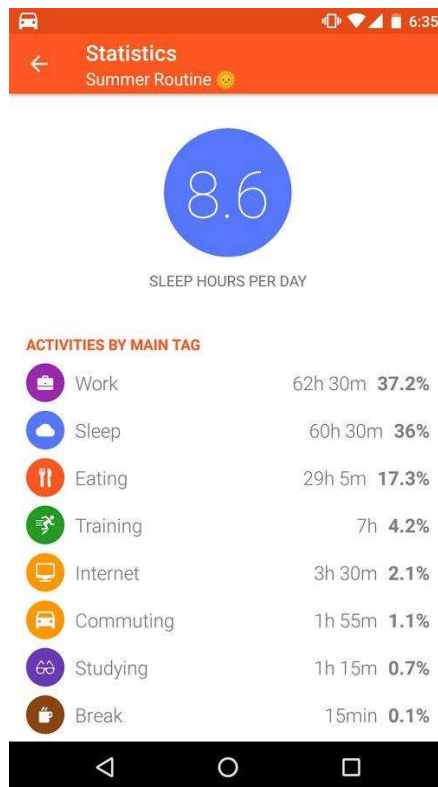 6:35
Statistics
Summer Routine 🌞
8.6
SLEEP HOURS PER DAY
ACTIVITIES BY MAIN TAG
Work 62h 30m 37.2%
Sleep 60h 30m 36%
Eating 29h 5m 17.3%
Training 7h 4.2%
Internet 3h 30m 2.1%
Commuting 1h 55m 1.1%
Studying 1h 15m 0.7%
Break 15min 0.1%